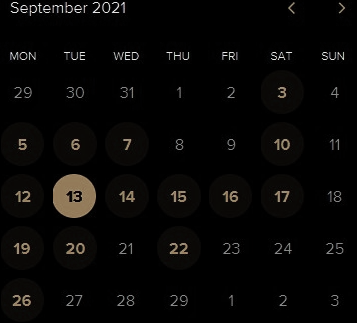 September 2021
MON TUE WED THU FRI SAT SUN
29 30 31 1 2 3 4
5 6 7 8 9 10 11
12 13 14 15 16 17 18
19 20 21 22 23 24 25
26 27 28 29 1 2 3